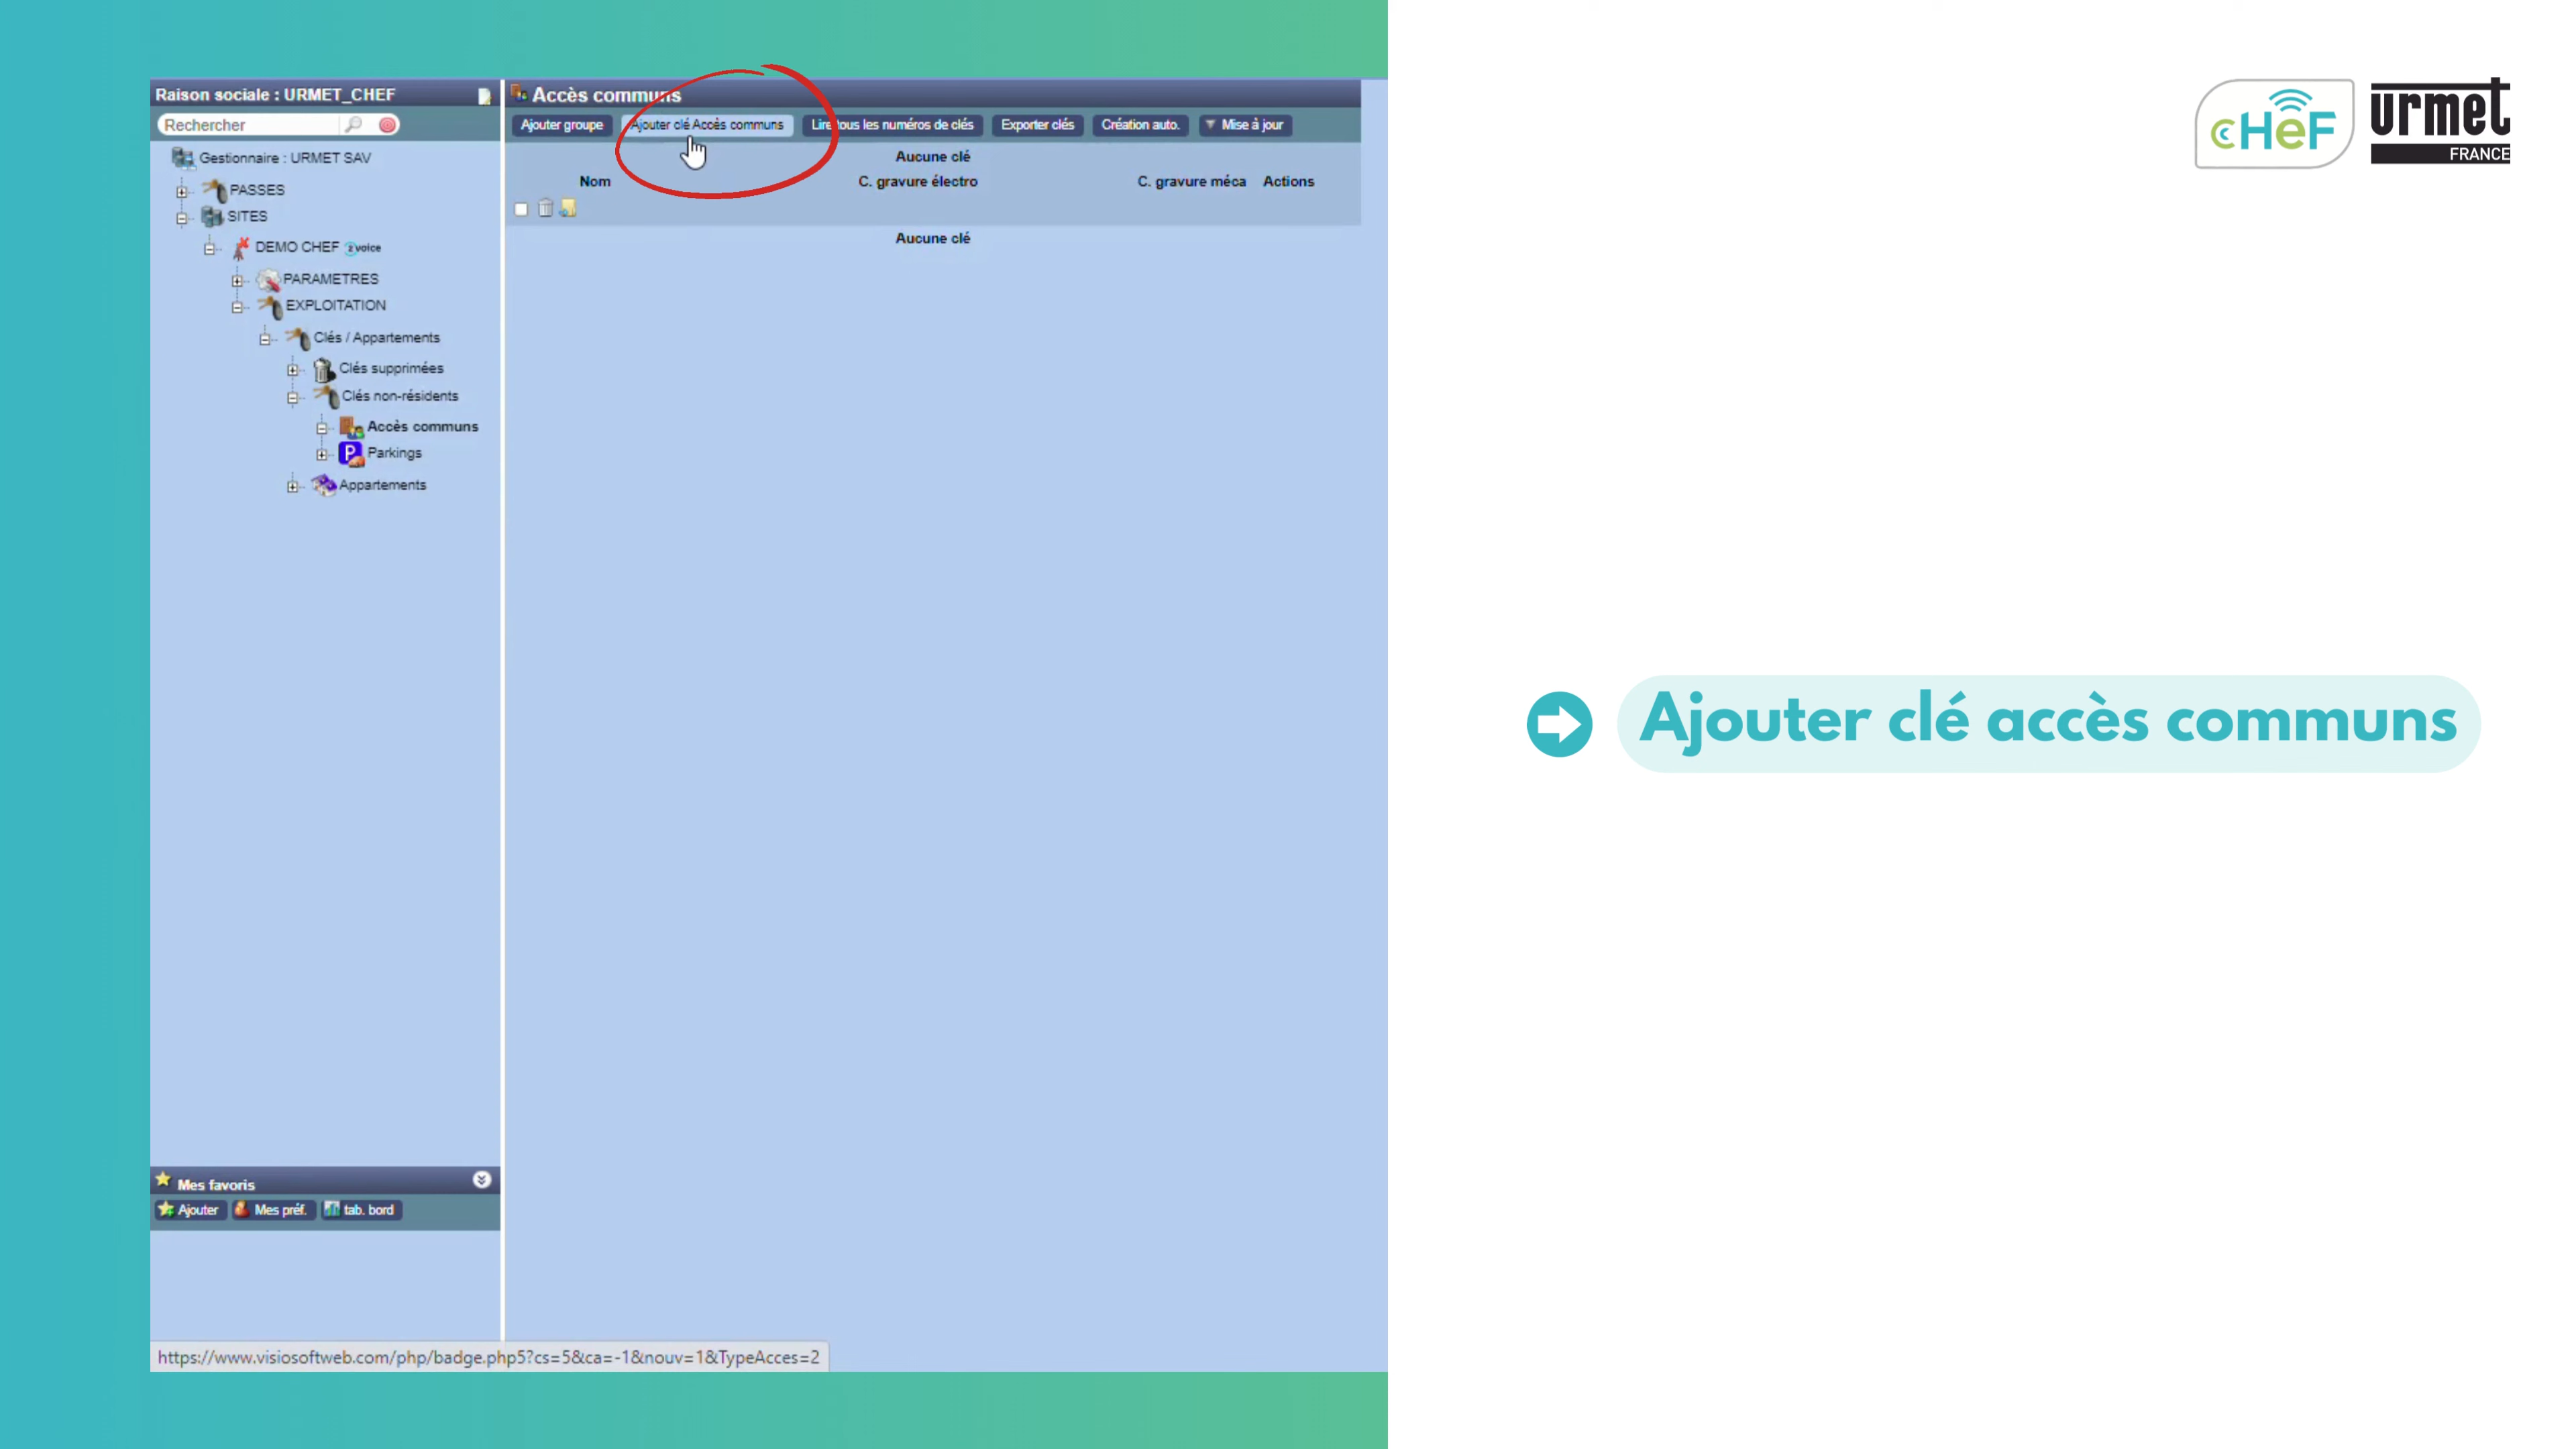 Raison sociale : URMET_CHEF
Rechercher
Gestionnaire : URMET SAV
PASSES
SITES
DEMO CHEF 2voice
PARAMETRES
EXPLOITATION
Clés / Appartements
Clés supprimées
Clés non-résidents
Accès communs
Parkings
Appartements
Mes favoris
Ajouter Mes préf. tab. bord
Accès communs
Ajouter groupe Ajouter clé Accès communs Lire tous les numéros de clés Exporter clés Création auto. Mise à jour
Aucune clé
Nom C. gravure électro C. gravure méca Actions
Aucune clé
https://www.visiosoftweb.com/php/badge.php5?cs=5&ca=-1&nouv=1&TypeAcces=2
cHeF urmet
FRANCE
Ajouter clé accès communs